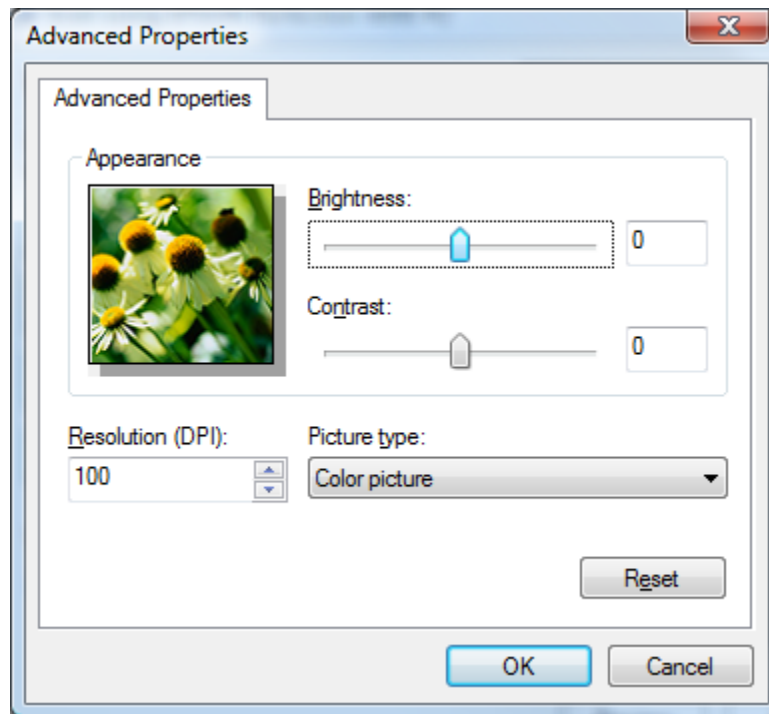 Advanced Properties
Advanced Properties
Appearance
Brightness:
0
Contrast:
0
Resolution (DPI):
Picture type:
100
Color picture
Reset
OK
Cancel